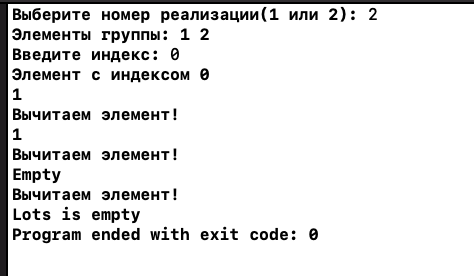 Выберите номер реализации(1 или 2): 2
Элементы группы: 1 2
Введите индекс: 0
Элемент с индексом 0
1
Вычитаем элемент!
1
Вычитаем элемент!
Empty
Вычитаем элемент!
Lots is empty
Program ended with exit code: 0